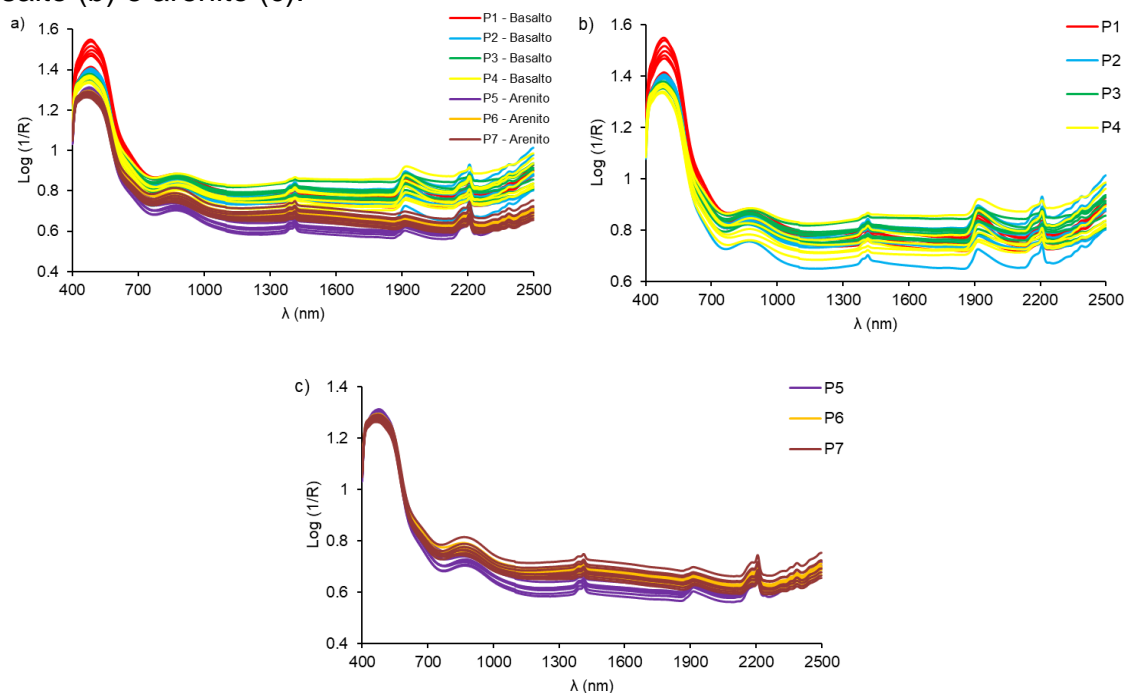 salto (b) e arenito (c).
a)
P1 - Basalto
P2 - Basalto
P3 - Basalto
P4 - Basalto
P5 - Arenito
P6 - Arenito
P7 - Arenito
Log (1/R)
1.6
1.4
1.2
1.0
0.8
0.6
0.4
400 700 1000 1300 1600 1900 2200 2500
λ (nm)
b)
P1
P2
P3
P4
Log (1/R)
1.6
1.4
1.2
1.0
0.8
0.6
400 700 1000 1300 1600 1900 2200 2500
λ (nm)
c)
P5
P6
P7
Log (1/R)
1.4
1.2
1
0.8
0.6
0.4
400 700 1000 1300 1600 1900 2200 2500
λ (nm)